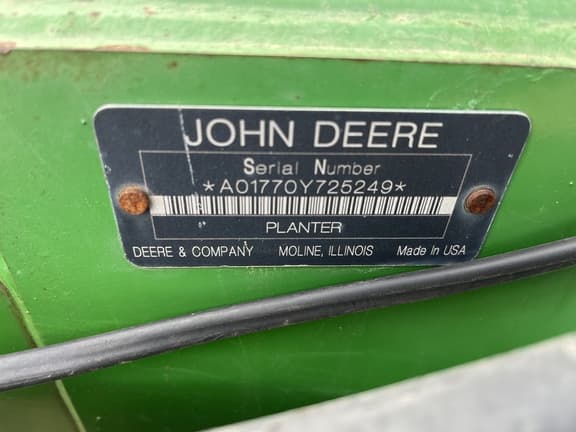 JOHN DEERE
Serial Number
*A01770Y725249*
PLANTER
DEERE & COMPANY MOLINE, ILLINOIS Made In USA